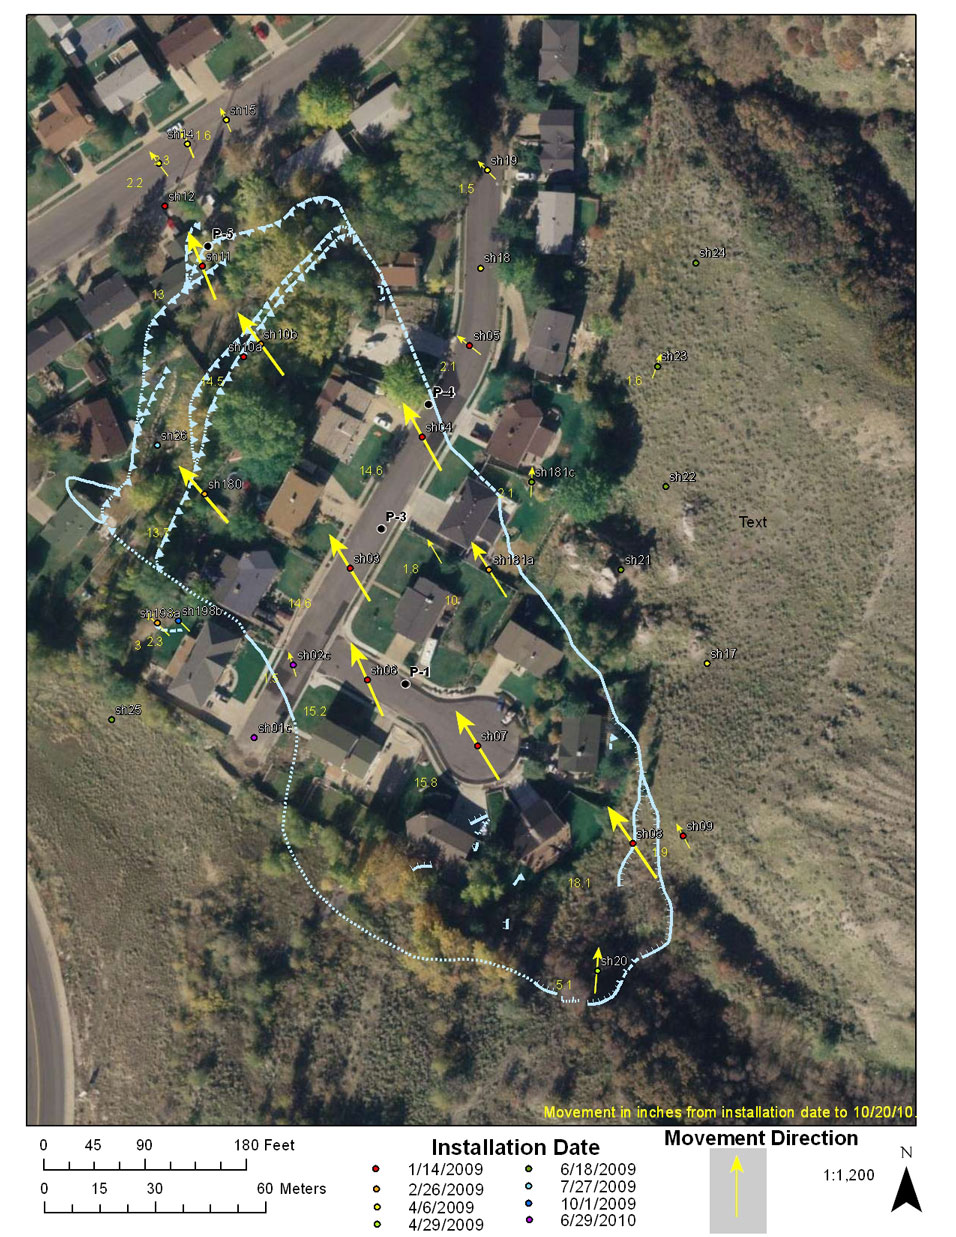 sh15
sh14
1.6
3.3
2.2
sh19
1.5
sh12
P-5
sh11
sh24
sh18
13
sh10b
sh10a
sh05
2.1
sh23
1.6
14.5
P-4
sh04
sh26
14.6
sh181c
2.1
sh22
sh180
Text
P-3
13.7
sh03
1.8
sh181a
sh21
10
14.6
sh198a
sh198b
3
2.3
sh02c
5
sh06
P-1
sh17
sh25
15.2
sh01c
sh07
15.8
sh08
sh09
1.9
18.1
sh20
5.1
Movement in inches from installation date to 10/20/10.
0 45 90 180 Feet
0 15 30 60 Meters
Installation Date
1/14/2009
2/26/2009
4/6/2009
4/29/2009
6/18/2009
7/27/2009
10/1/2009
6/29/2010
Movement Direction
1:1,200
N